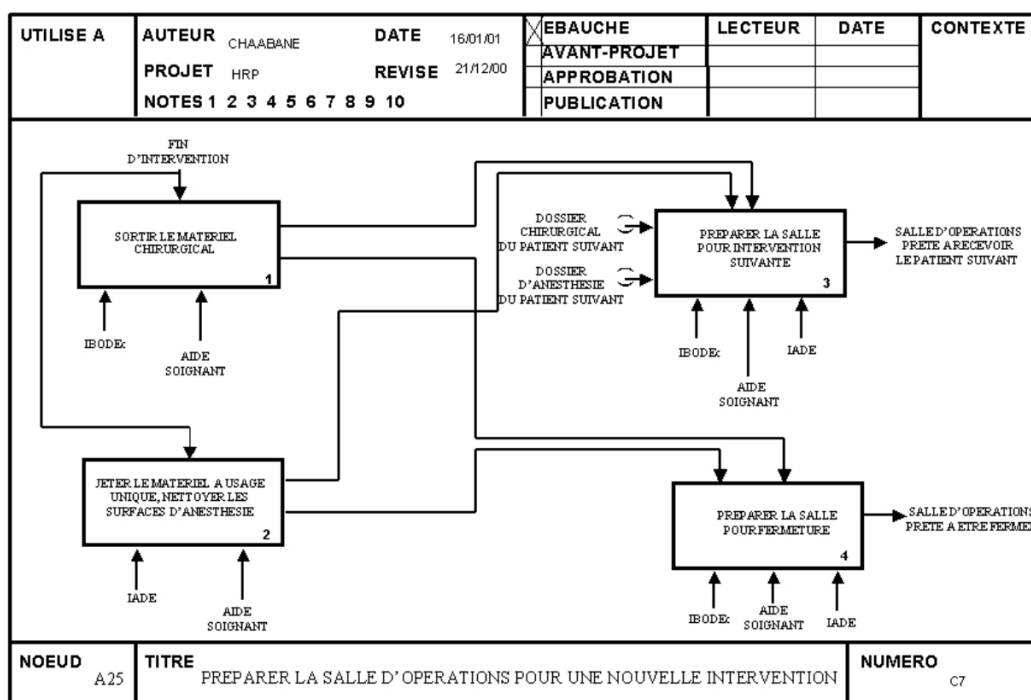 UTILISE A
AUTEUR CHAABANE DATE 16/01/01
PROJET HRP REVISE 21/12/00
NOTES 1 2 3 4 5 6 7 8 9 10
EBAUCHE
AVANT-PROJET
APPROBATION
PUBLICATION
LECTEUR DATE
CONTEXTE
FIN
D'INTERVENTION
SORTIR LE MATERIEL
CHIRURGICAL
1
IBODEc
AIDE
SOIGNANT
DOSSIER
CHIRURGICAL
DU PATIENT SUIVANT
DOSSIER
D'ANESTHESIE
DU PATIENT SUIVANT
PREPARER LA SALLE
POUR INTERVENTION
SUIVANTE
3
SALLE D'OPERATIONS
PRETE A RECEVOIR
LE PATIENT SUIVANT
IBODEc
AIDE
SOIGNANT
IADE
JETER LE MATERIEL A USAGE
UNIQUE, NETTOYER LES
SURFACES D'ANESTHESIE
2
IADE
AIDE
SOIGNANT
PREPARER LA SALLE
POUR FERMETURE
4
SALLE D'OPERATIONS
PRETE A ETRE FERMEE
IBODEc
AIDE
SOIGNANT
IADE
NOEUD
A25
TITRE
PREPARER LA SALLE D'OPERATIONS POUR UNE NOUVELLE INTERVENTION
NUMERO
C7